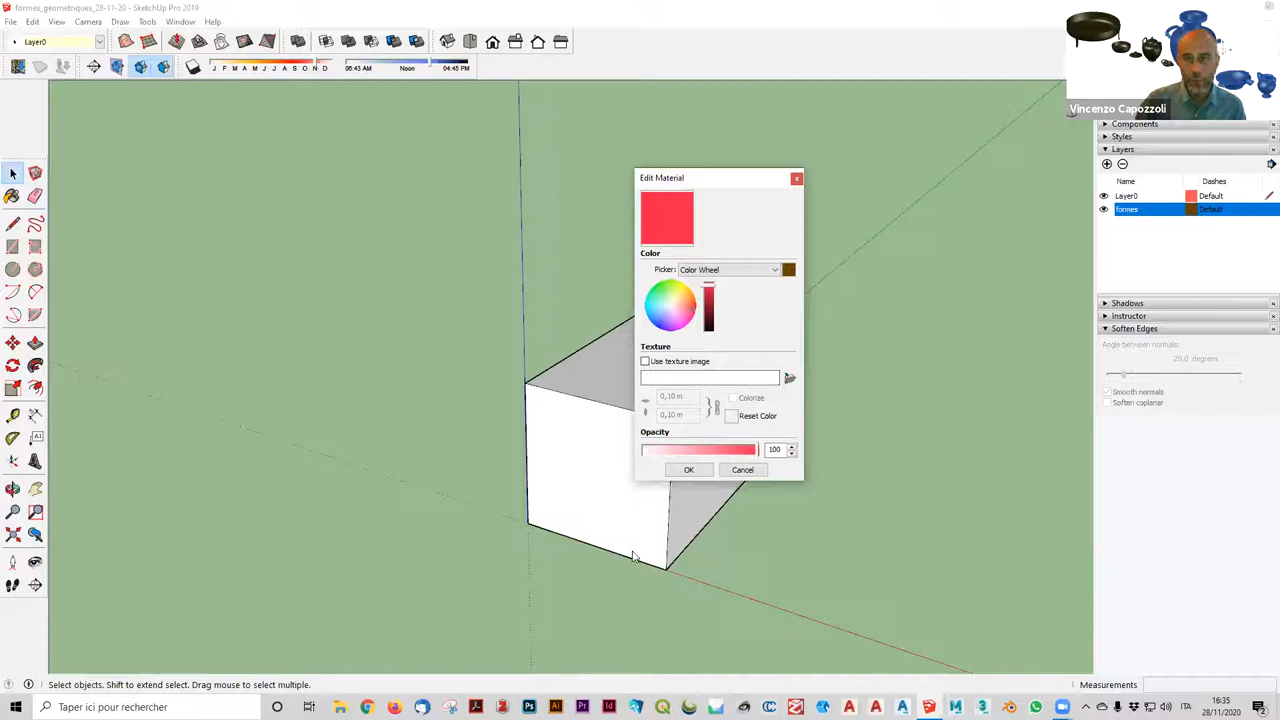 formes_geometriques_28-11-20 - SketchUp Pro 2019
File Edit View Camera Draw Tools Window Help
Layer0
J F M A M J J A S O N D
06:43 AM Noon 04:45 PM
Vincenzo Capozzoli
Components
Styles
Layers
Name Dashes
Layer0 Default
formes Default
Shadows
Instructor
Soften Edges
Angle between normals:
20,0 degrees
Smooth normals
Soften coplanar
Edit Material
Color
Picker: Color Wheel
Texture
Use texture image
0,10 m Colorize
0,10 m Reset Color
Opacity
100
OK Cancel
Select objects. Shift to extend select. Drag mouse to select multiple.
Measurements
Taper ici pour rechercher
ITA
16:35
28/11/2020